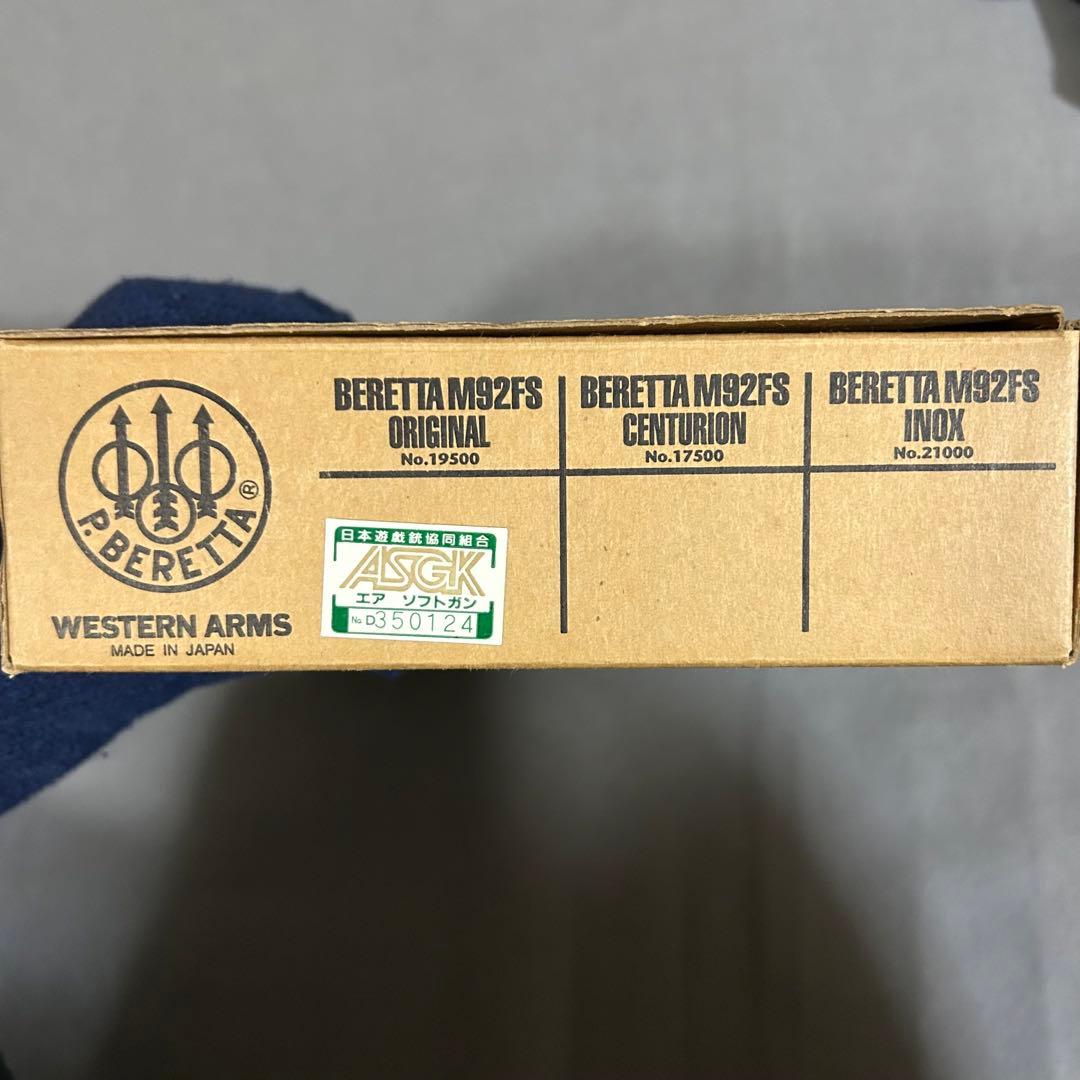 P. BERETTA®
WESTERN ARMS
MADE IN JAPAN
BERETTA M92FS
ORIGINAL
No.19500
BERETTA M92FS
CENTURION
No.17500
BERETTA M92FS
INOX
No.21000
日本遊戯銃協同組合
ASGK
エア ソフトガン
No. D350124